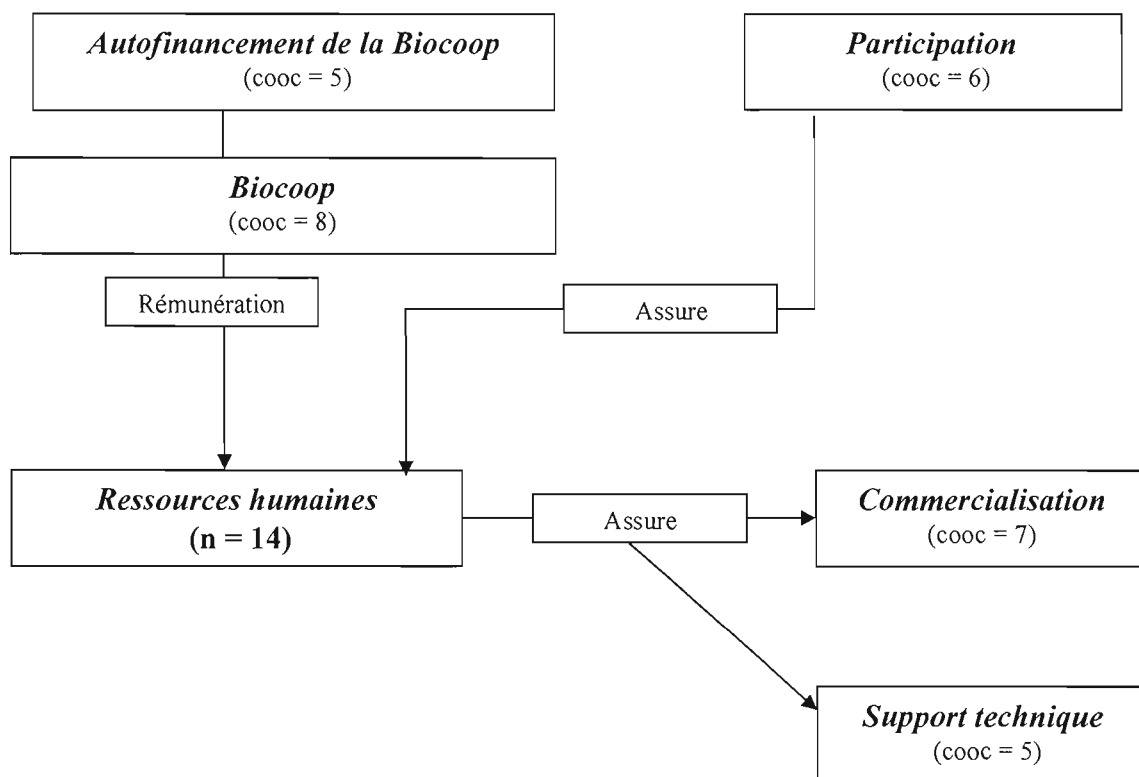 Autofinancement de la Biocoop
(cooc = 5)
Participation
(cooc = 6)
Biocoop
(cooc = 8)
Rémunération
Assure
Ressources humaines
(n = 14)
Assure
Commercialisation
(cooc = 7)
Support technique
(cooc = 5)